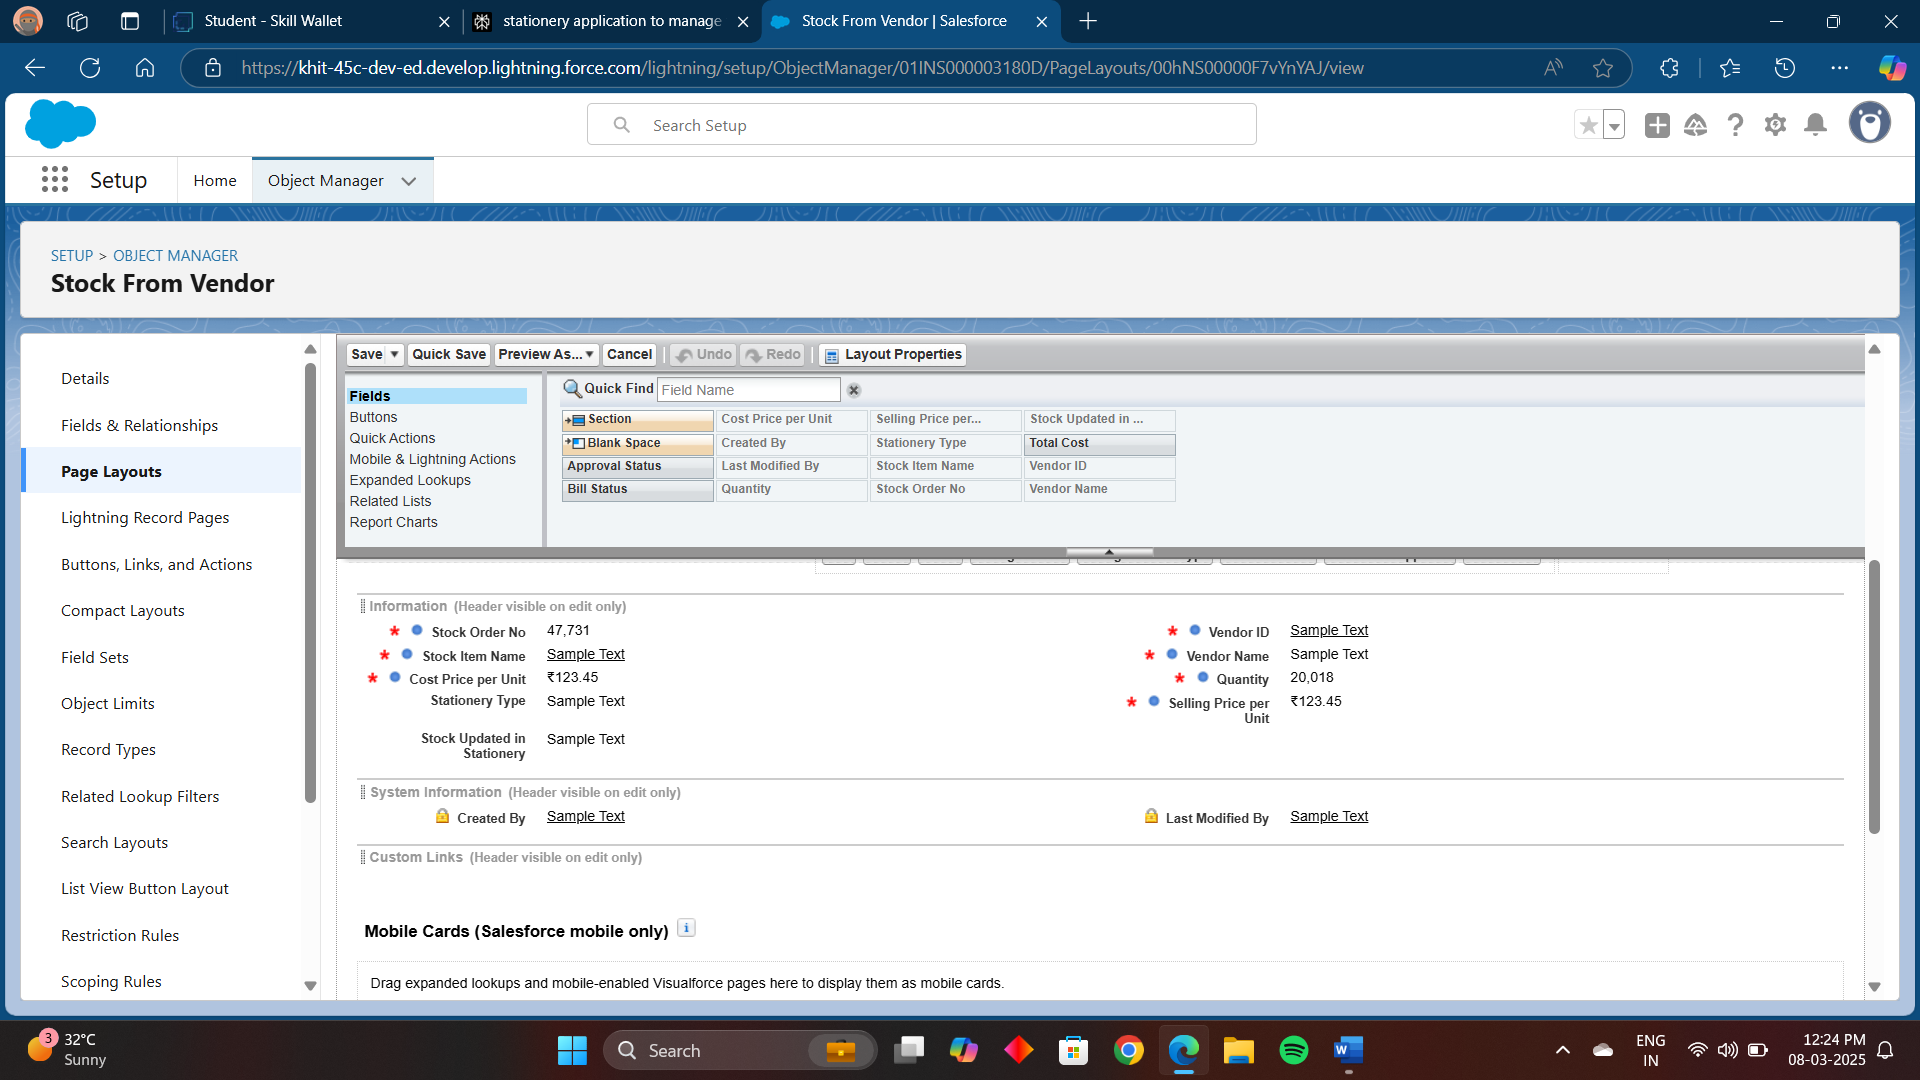 Student - Skill Wallet
stationery application to manage
Stock From Vendor | Salesforce
https://khit-45c-dev-ed.develop.lightning.force.com/lightning/setup/ObjectManager/01INS000003180D/PageLayouts/00hNS00000F7vYnYAJ/view
Search Setup
Setup
Home
Object Manager
SETUP > OBJECT MANAGER
Stock From Vendor
Details
Fields & Relationships
Page Layouts
Lightning Record Pages
Buttons, Links, and Actions
Compact Layouts
Field Sets
Object Limits
Record Types
Related Lookup Filters
Search Layouts
List View Button Layout
Restriction Rules
Scoping Rules
Save
Quick Save
Preview As...
Cancel
Undo
Redo
Layout Properties
Fields
Buttons
Quick Actions
Mobile & Lightning Actions
Expanded Lookups
Related Lists
Report Charts
Quick Find Field Name
Section Cost Price per Unit Selling Price per... Stock Updated in ...
Blank Space Created By Stationery Type Total Cost
Approval Status Last Modified By Stock Item Name Vendor ID
Bill Status Quantity Stock Order No Vendor Name
Information (Header visible on edit only)
* Stock Order No 47,731 * Vendor ID Sample Text
* Stock Item Name Sample Text * Vendor Name Sample Text
* Cost Price per Unit ₹123.45 * Quantity 20,018
Stationery Type Sample Text * Selling Price per Unit ₹123.45
Stock Updated in Stationery Sample Text
System Information (Header visible on edit only)
Created By Sample Text Last Modified By Sample Text
Custom Links (Header visible on edit only)
Mobile Cards (Salesforce mobile only) i
Drag expanded lookups and mobile-enabled Visualforce pages here to display them as mobile cards.
3
32°C
Sunny
Search
ENG
IN
12:24 PM
08-03-2025